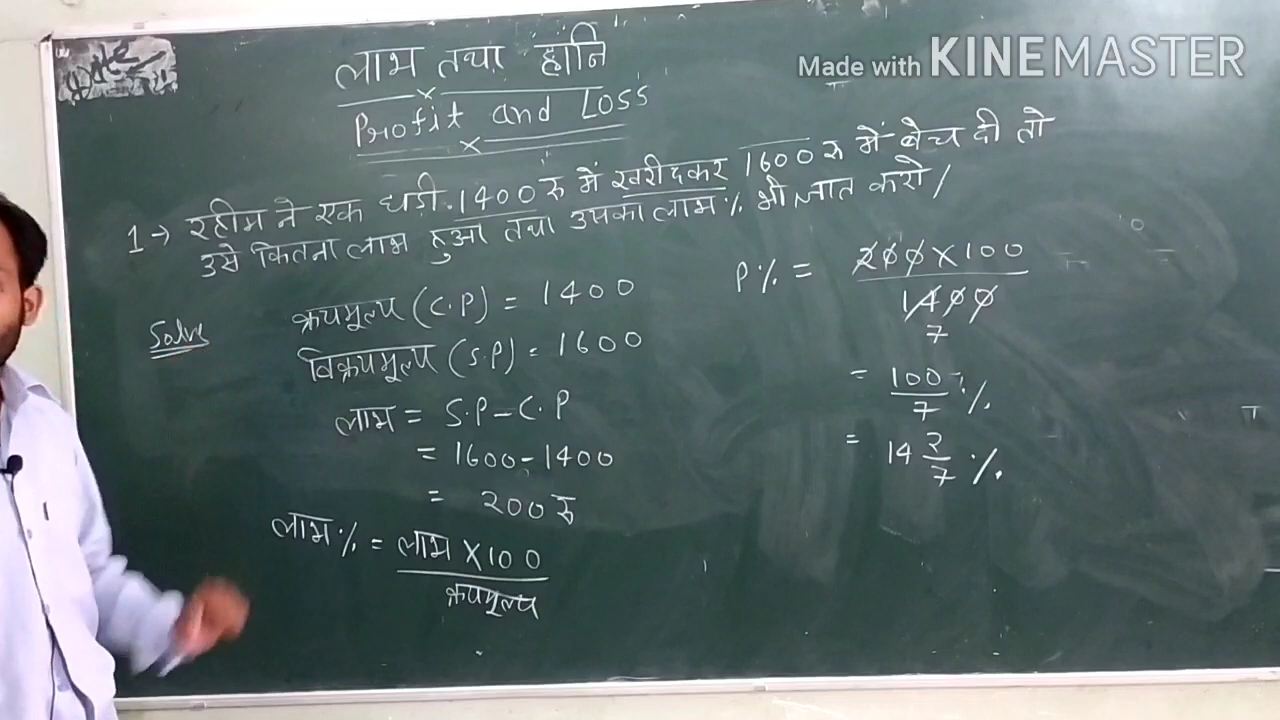 Made with KINEMASTER
लाभ तथा हानि
Profit and Loss
1→ रहीम ने एक घड़ी 1400 रु में खरीदकर 1600 रु में बेच दी तो
उसे कितना लाभ हुआ तथा उसका लाभ% भी ज्ञात करो/
Solve
क्रयमूल्य (C.P) = 1400
विक्रयमूल्य (S.P) = 1600
लाभ = S.P - C.P
= 1600 - 1400
= 200 रु
लाभ% = लाभ X 100
क्रयमूल्य
P% = 200 X 100
1400
7
= 100 %
7
= 14 2/7 %